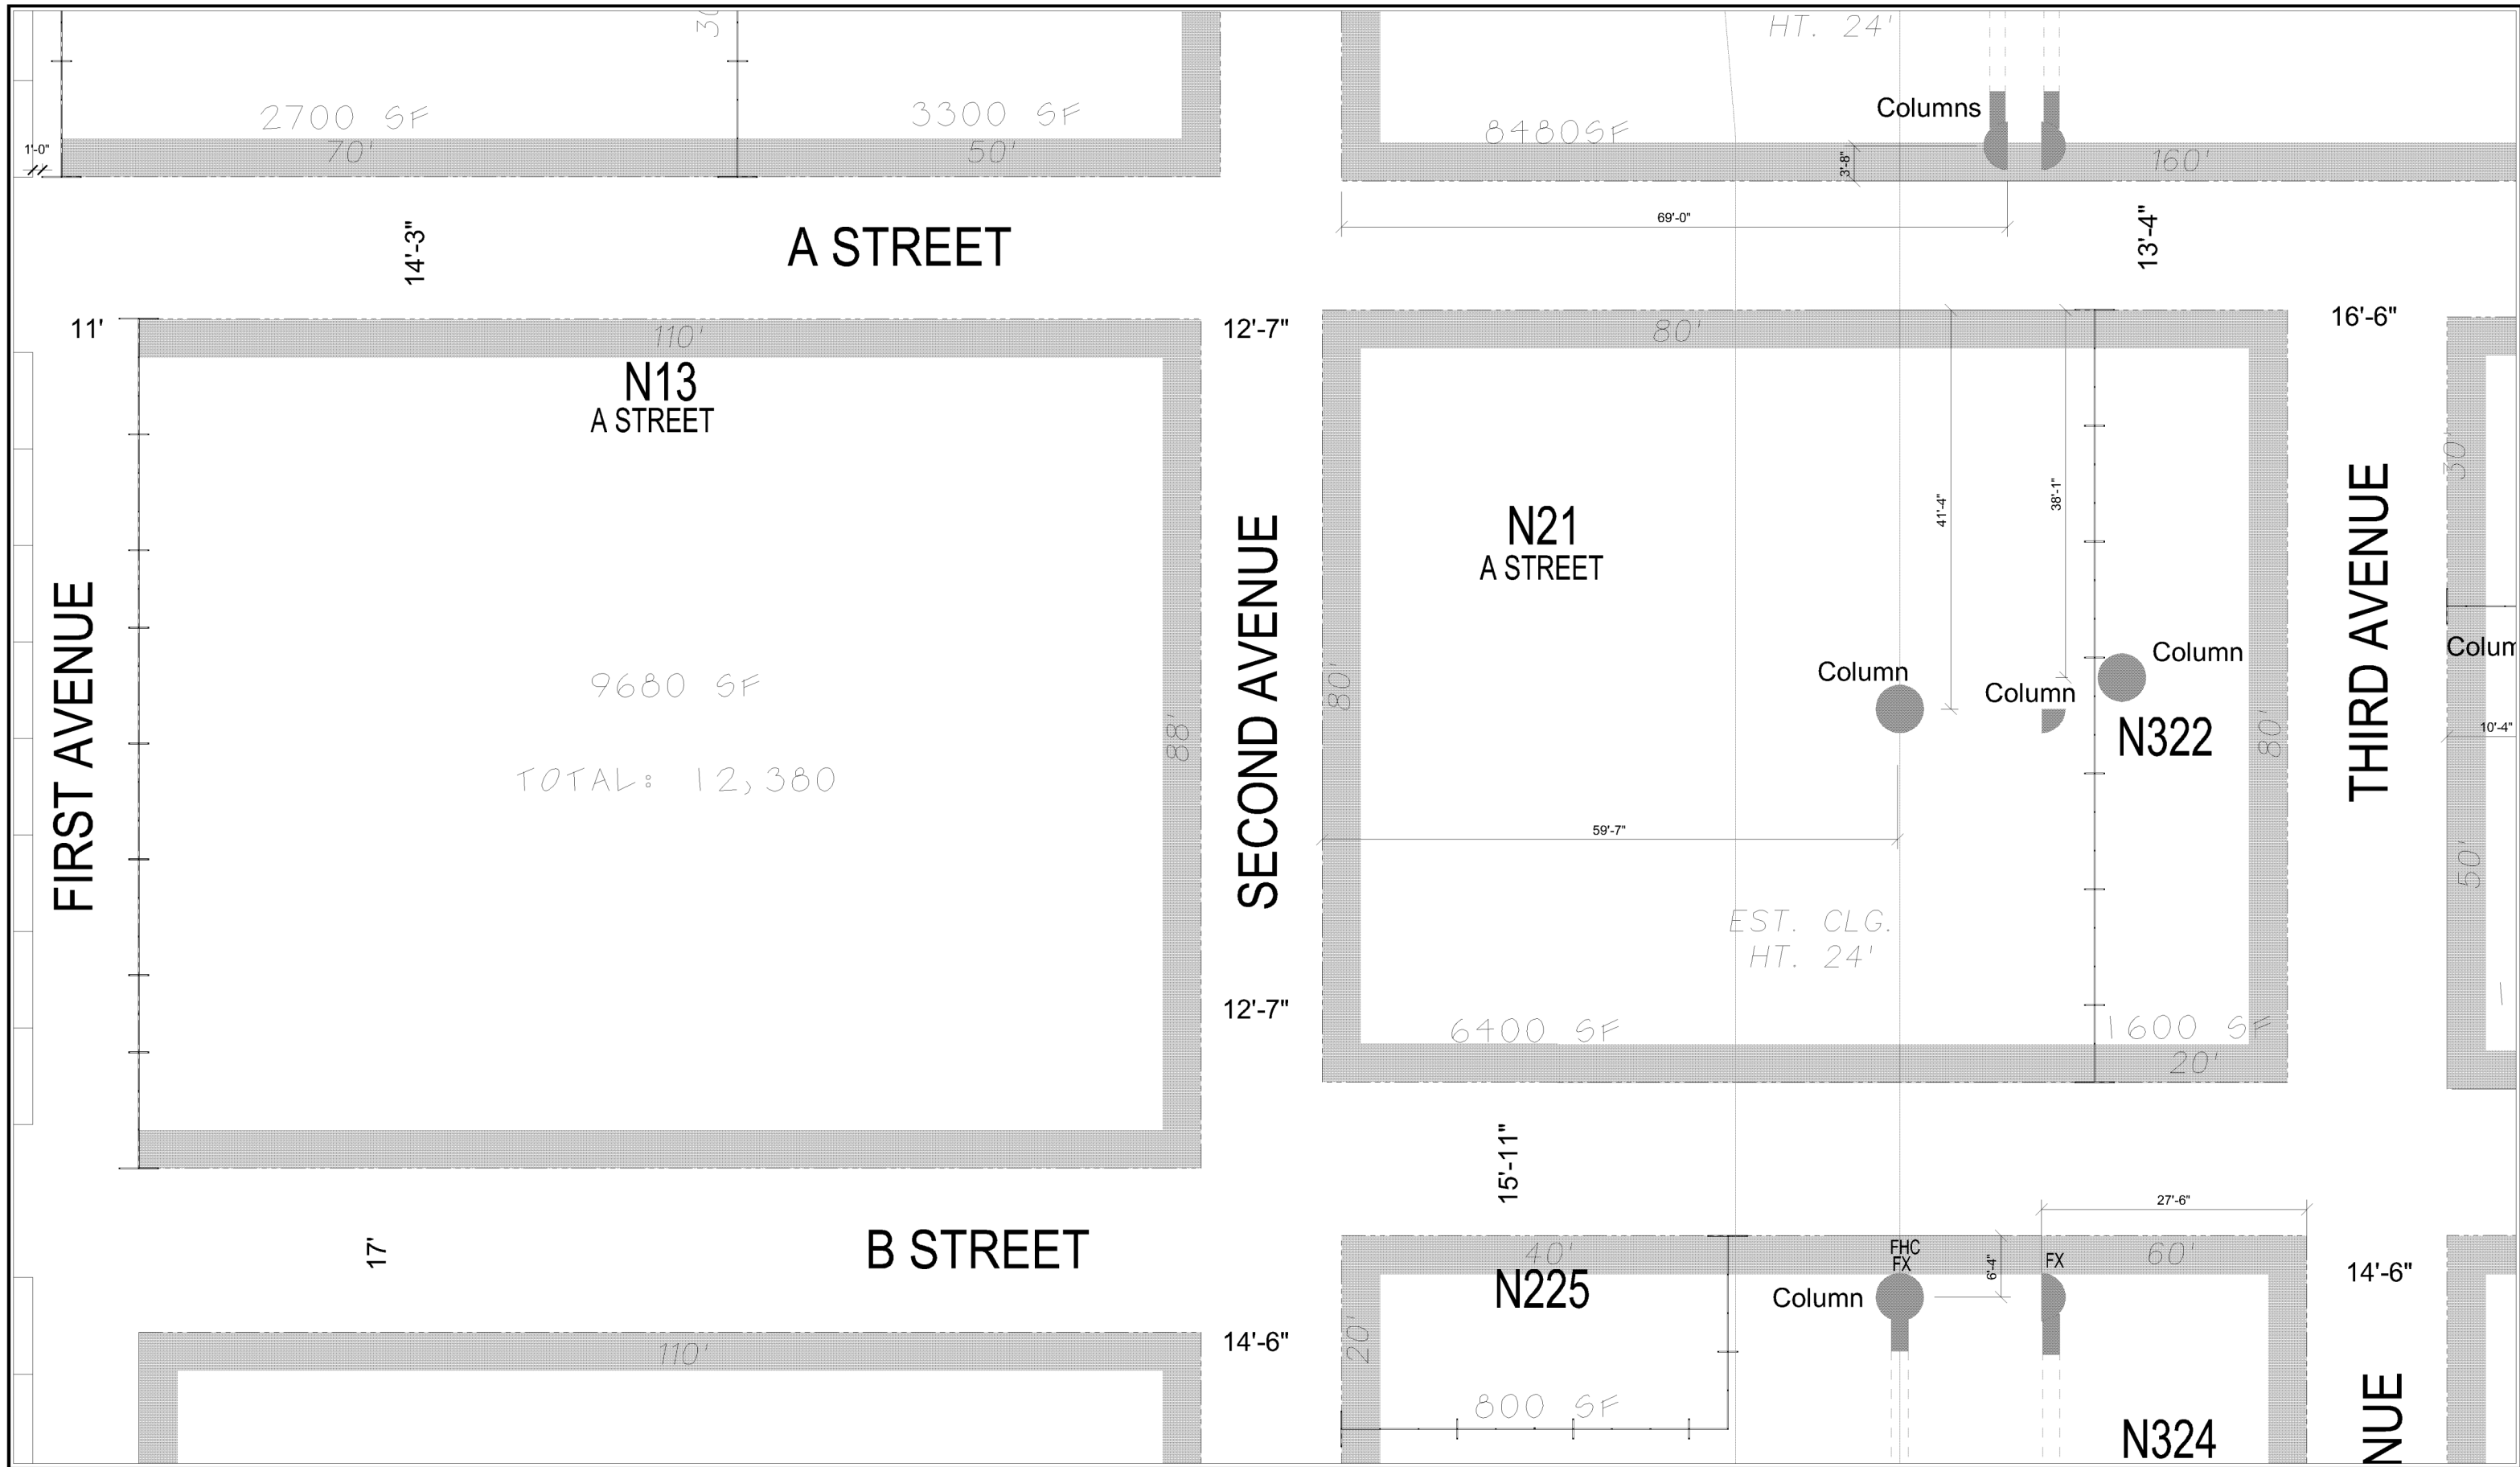 HT. 24'
2700 SF
3300 SF
8480SF
Columns
1'-0"
70'
50'
3'-8"
160'
69'-0"
14'-3"
A STREET
13'-4"
11'
110'
12'-7"
80'
16'-6"
N13
A STREET
30'
41'-4"
38'-1"
N21
A STREET
FIRST AVENUE
SECOND AVENUE
THIRD AVENUE
9680 SF
80'
Column
Column
Column
N322
88'
80'
10'-4"
TOTAL: 12,380
59'-7"
50'
EST. CLG.
HT. 24'
12'-7"
6400 SF
1600 SF
20'
15'-11"
27'-6"
17'
B STREET
40'
FHC
FX
FX
6'-4"
60'
N225
Column
14'-6"
14'-6"
110'
20'
800 SF
N324
NUE